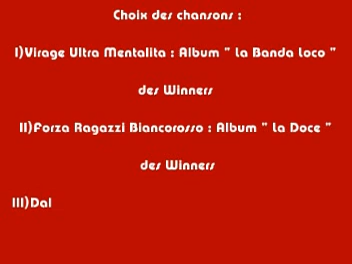 Choix des chansons :
I)Virage Ultra Mentalita : Album " La Banda Loco "
des Winners
II)Forza Ragazzi Biancorosso : Album " La Doce "
des Winners
III)Dal